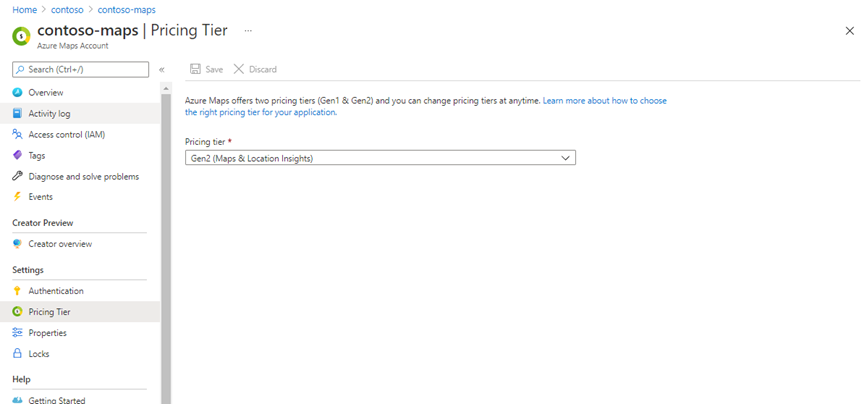 Home > contoso > contoso-maps
contoso-maps | Pricing Tier ...
Azure Maps Account
Search (Ctrl+/)
«
Save
Discard
Overview
Activity log
Access control (IAM)
Tags
Diagnose and solve problems
Events
Creator Preview
Creator overview
Settings
Authentication
Pricing Tier
Properties
Locks
Help
Getting Started
Azure Maps offers two pricing tiers (Gen1 & Gen2) and you can change pricing tiers at anytime. Learn more about how to choose
the right pricing tier for your application.
Pricing tier *
Gen2 (Maps & Location Insights)